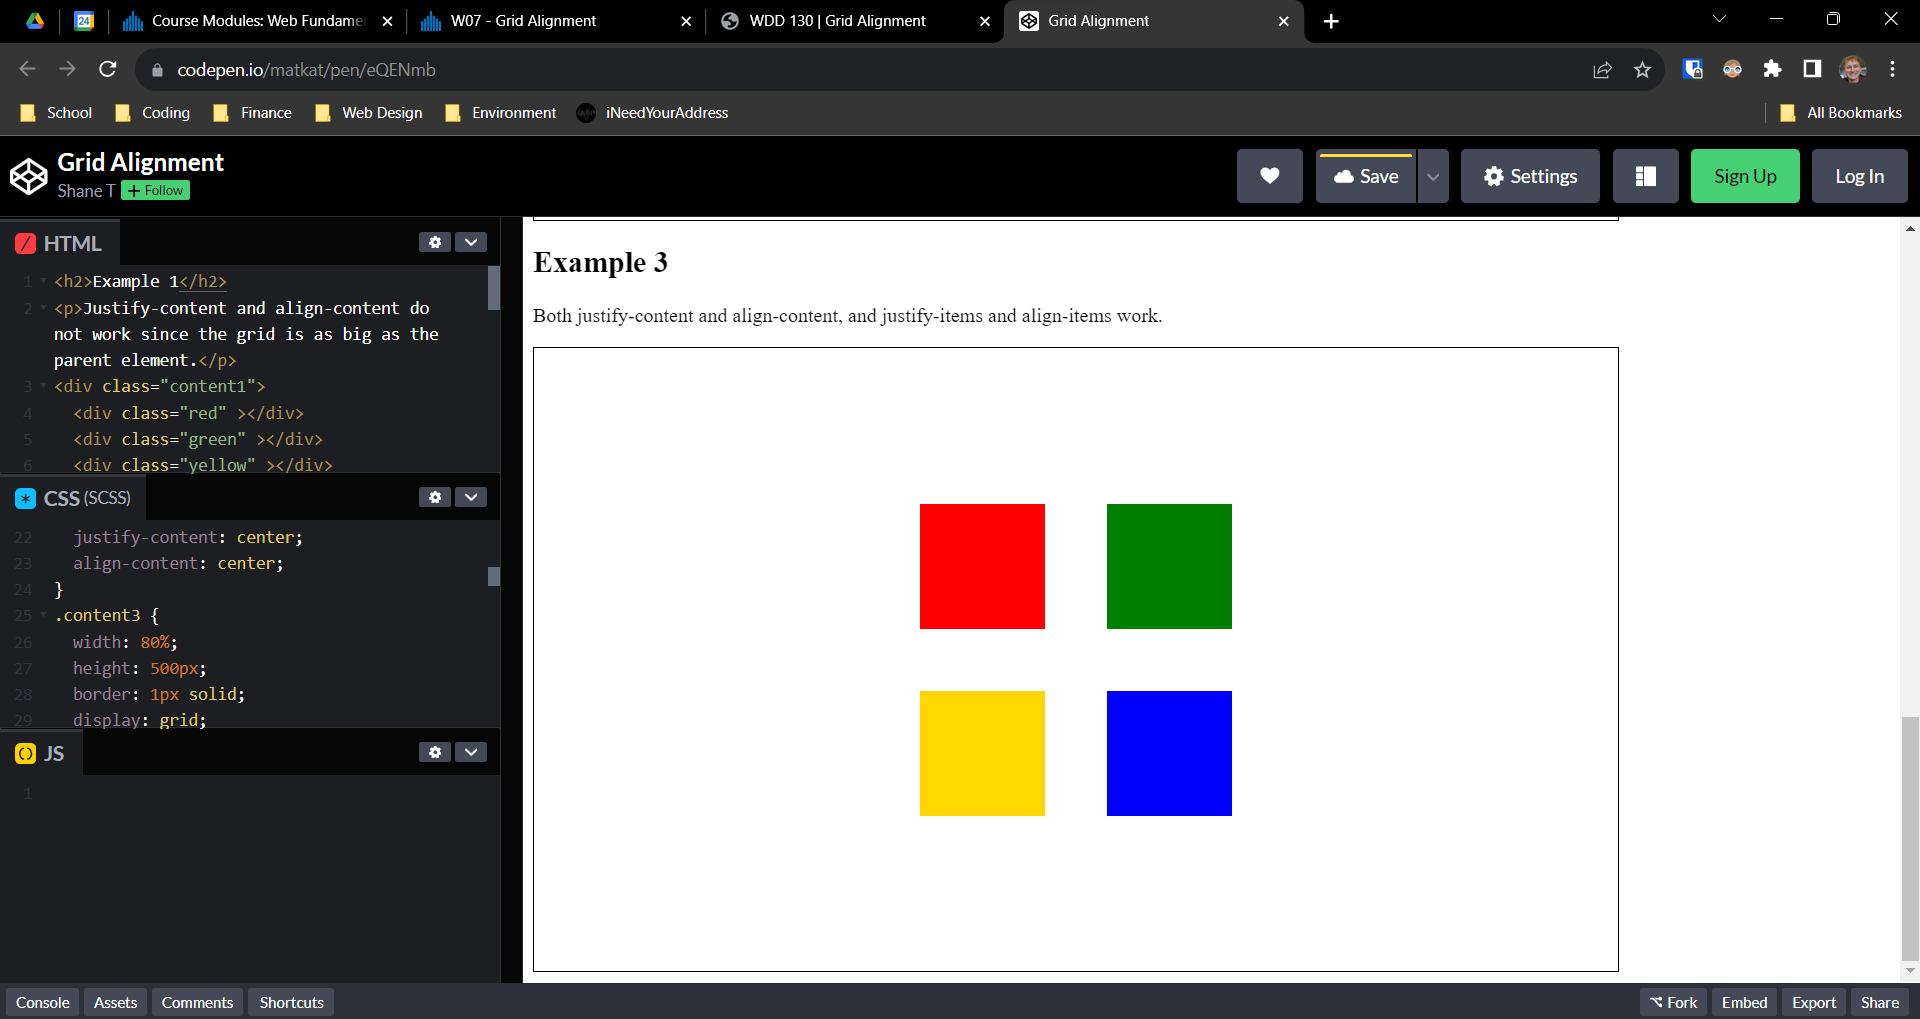 24
Course Modules: Web Fundame
W07 - Grid Alignment
WDD 130 | Grid Alignment
Grid Alignment
codepen.io/matkat/pen/eQENmb
School
Coding
Finance
Web Design
Environment
iNeedYourAddress
All Bookmarks
Grid Alignment
Shane T
+ Follow
Save
Settings
Sign Up
Log In
HTML
1 <h2>Example 1</h2>
2 <p>Justify-content and align-content do
not work since the grid is as big as the
parent element.</p>
3 <div class="content1">
4 <div class="red" ></div>
5 <div class="green" ></div>
6 <div class="yellow" ></div>
CSS (SCSS)
22 justify-content: center;
23 align-content: center;
24 }
25 .content3 {
26 width: 80%;
27 height: 500px;
28 border: 1px solid;
29 display: grid;
JS
1
Example 3
Both justify-content and align-content, and justify-items and align-items work.
Console
Assets
Comments
Shortcuts
Fork
Embed
Export
Share